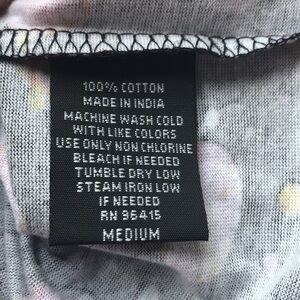 100% COTTON
MADE IN INDIA
MACHINE WASH COLD
WITH LIKE COLORS
USE ONLY NON CHLORINE
BLEACH IF NEEDED
TUMBLE DRY LOW
STEAM IRON LOW
IF NEEDED
RN 96415
MEDIUM